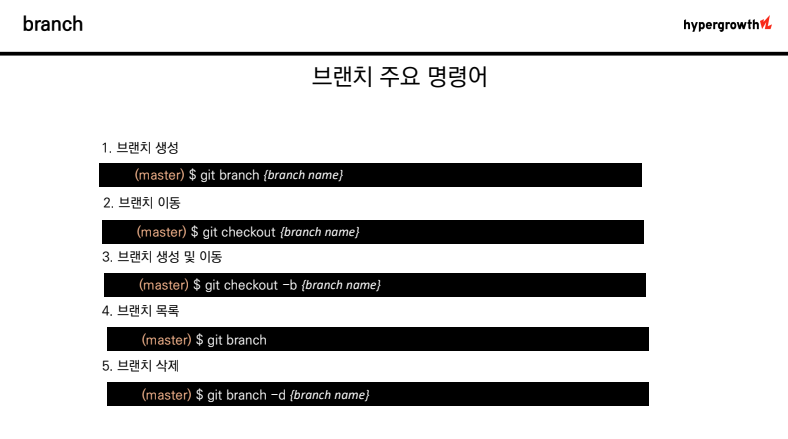 branch
hypergrowth
브랜치 주요 명령어
1. 브랜치 생성
(master) $ git branch {branch name}
2. 브랜치 이동
(master) $ git checkout {branch name}
3. 브랜치 생성 및 이동
(master) $ git checkout –b {branch name}
4. 브랜치 목록
(master) $ git branch
5. 브랜치 삭제
(master) $ git branch –d {branch name}